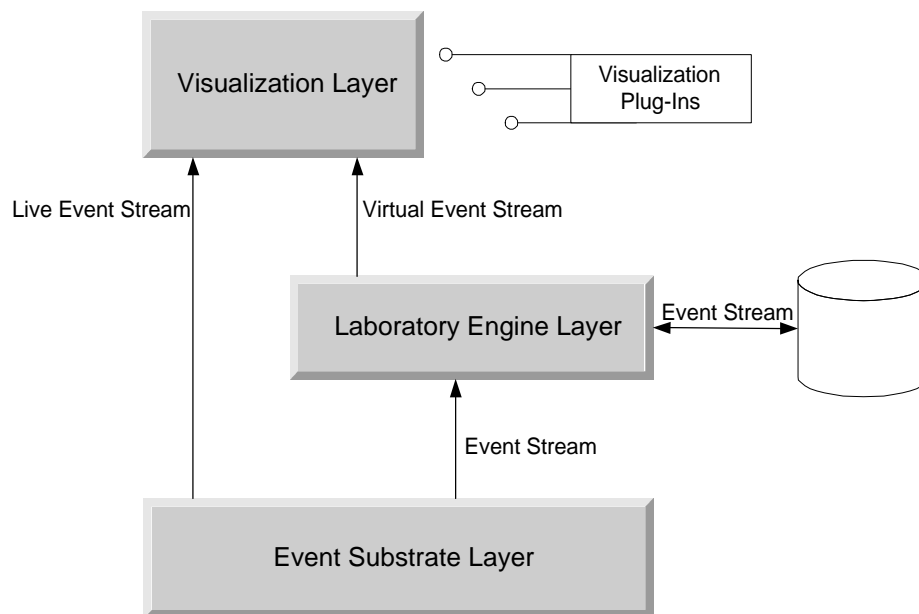 Visualization Layer
Visualization
Plug-Ins
Live Event Stream
Virtual Event Stream
Laboratory Engine Layer
Event Stream
Event Stream
Event Substrate Layer